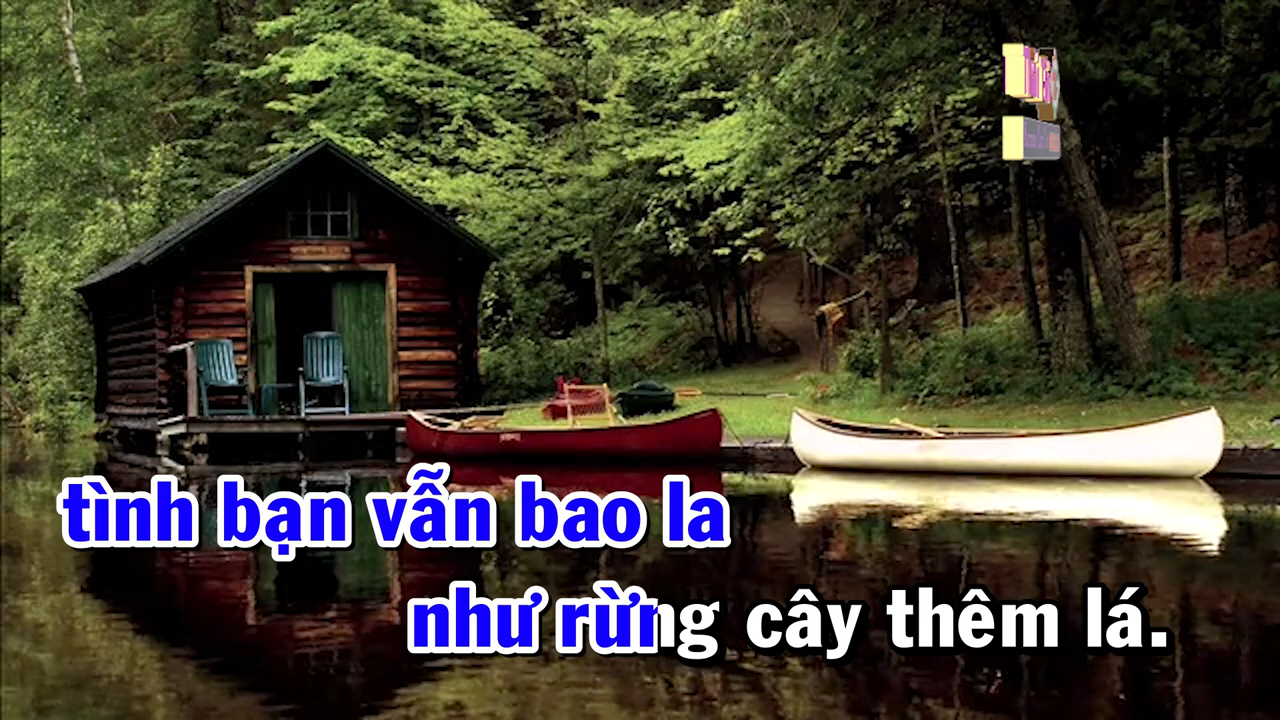 tình bạn vẫn bao la
như rừng cây thêm lá.